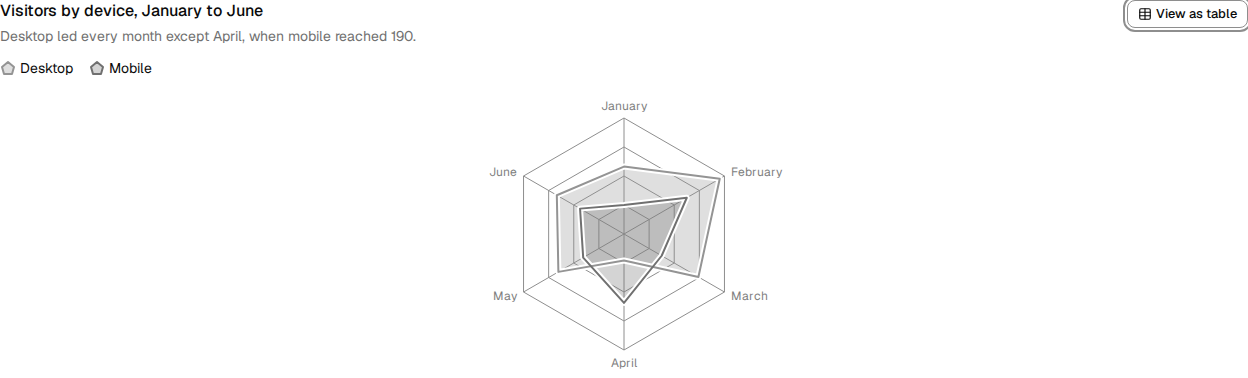 Visitors by device, January to June
View as table
Desktop led every month except April, when mobile reached 190.
Desktop
Mobile
January
June
February
May
March
April